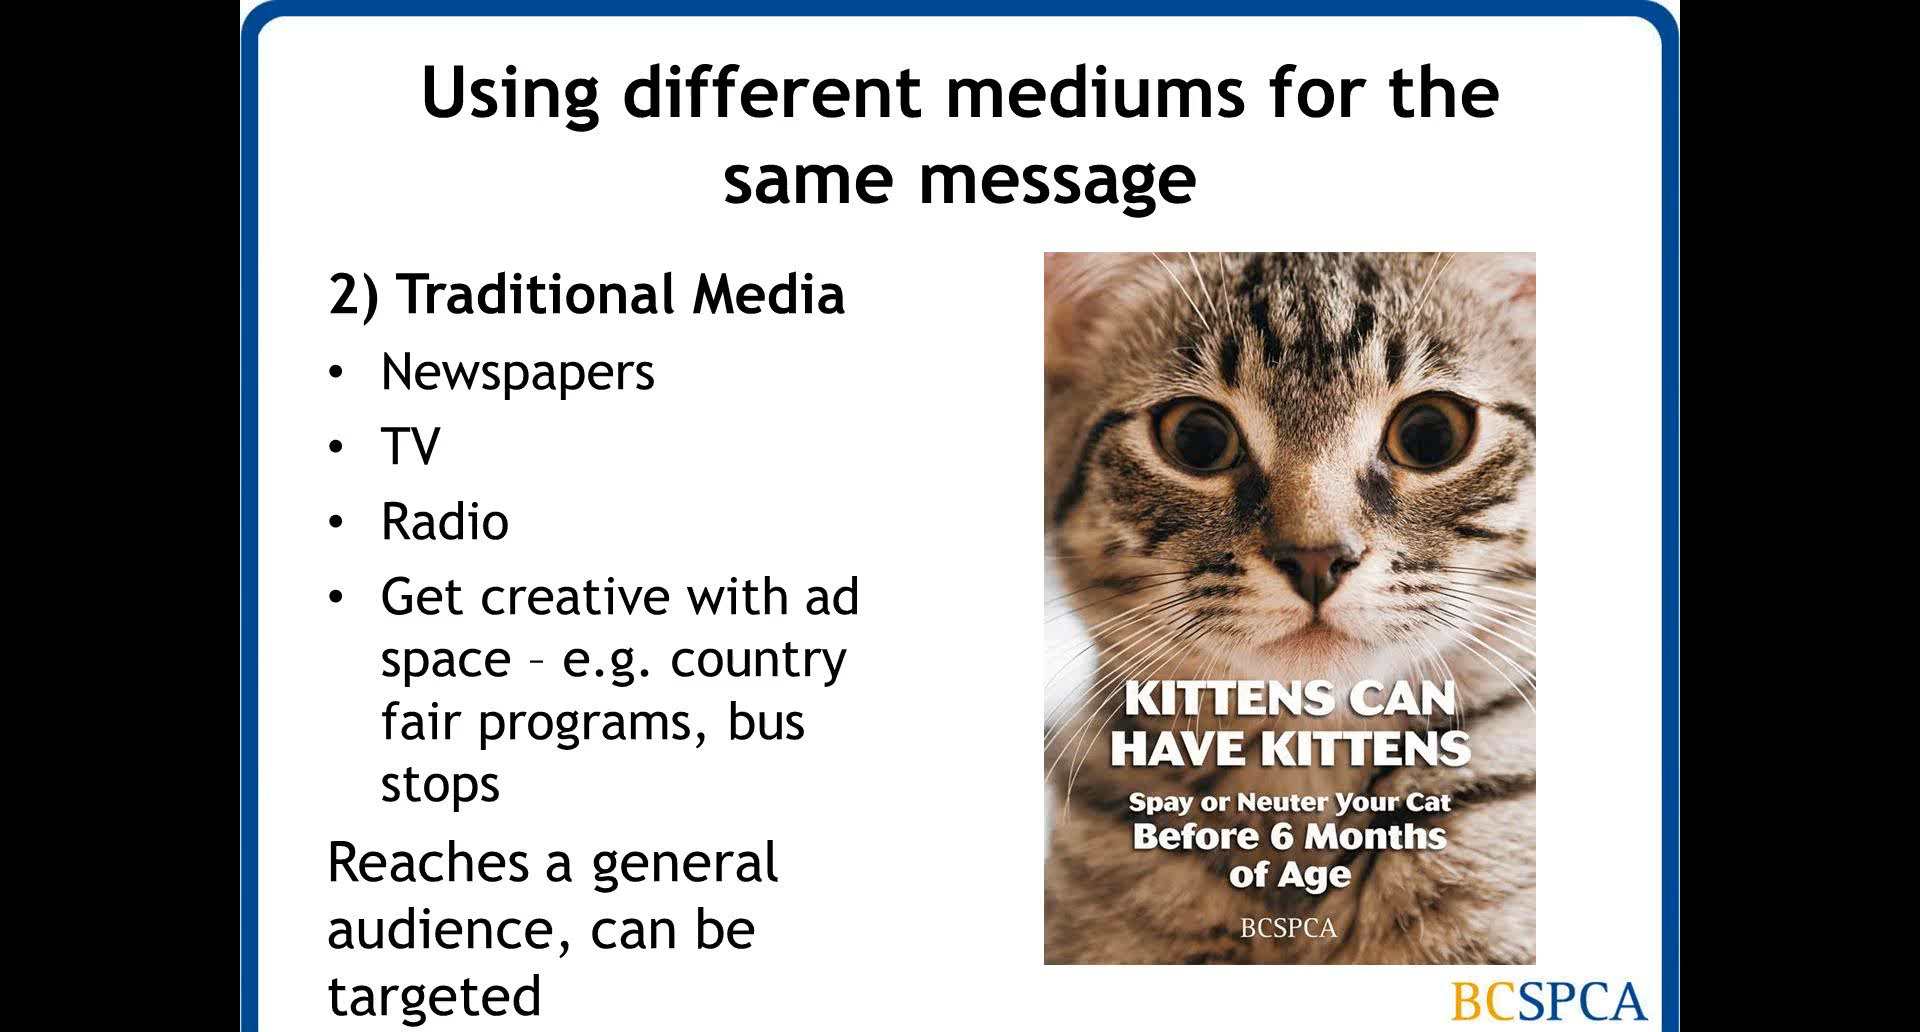 Using different mediums for the
same message
2) Traditional Media
• Newspapers
• TV
• Radio
• Get creative with ad
space – e.g. country
fair programs, bus
stops
Reaches a general
audience, can be
targeted
KITTENS CAN
HAVE KITTENS
Spay or Neuter Your Cat
Before 6 Months
of Age
BCSPCA
BCSPCA